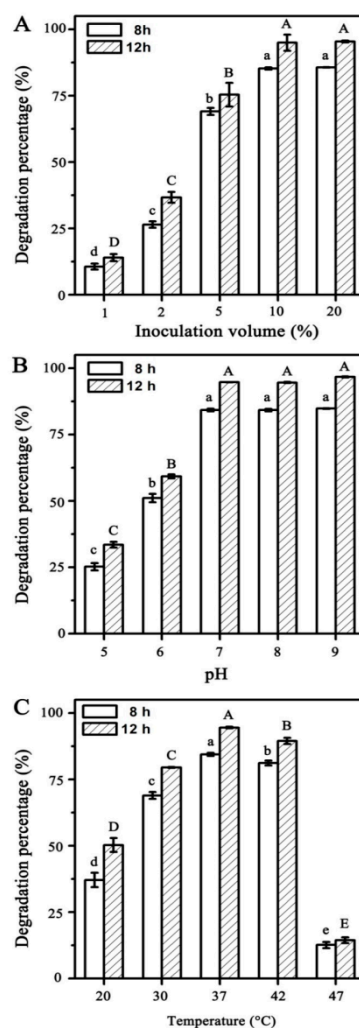 A
8h
12h
Degradation percentage (%)
100
75
50
25
0
d D c C b B a A a A
1 2 5 10 20
Inoculation volume (%)
B
8 h
12 h
Degradation percentage (%)
100
75
50
25
0
c C b B a A a A a A
5 6 7 8 9
pH
C
8 h
12 h
Degradation percentage (%)
100
75
50
25
0
d D c C a A b B e E
20 30 37 42 47
Temperature (°C)